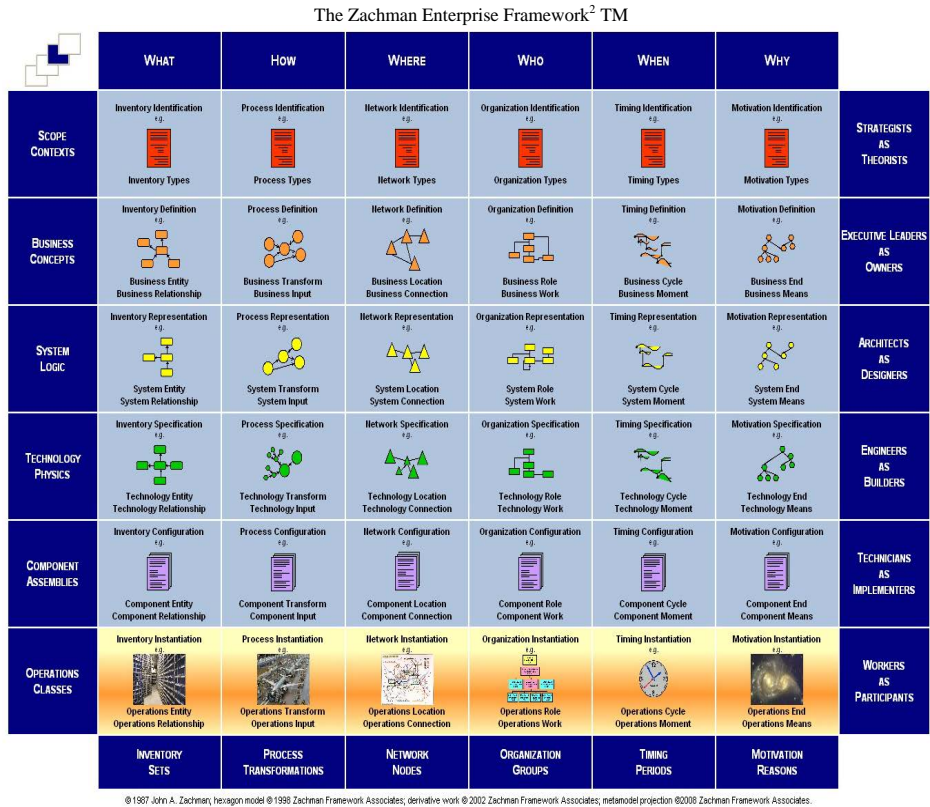 The Zachman Enterprise Framework² TM
WHAT
HOW
WHERE
WHO
WHEN
WHY
SCOPE
CONTEXTS
Inventory Identification
e.g.
Inventory Types
Process Identification
e.g.
Process Types
Network Identification
e.g.
Network Types
Organization Identification
e.g.
Organization Types
Timing Identification
e.g.
Timing Types
Motivation Identification
e.g.
Motivation Types
STRATEGISTS
AS
THEORISTS
BUSINESS
CONCEPTS
Inventory Definition
e.g.
Business Entity
Business Relationship
Process Definition
e.g.
Business Transform
Business Input
Network Definition
e.g.
Business Location
Business Connection
Organization Definition
e.g.
Business Role
Business Work
Timing Definition
e.g.
Business Cycle
Business Moment
Motivation Definition
e.g.
Business End
Business Means
EXECUTIVE LEADERS
AS
OWNERS
SYSTEM
LOGIC
Inventory Representation
e.g.
System Entity
System Relationship
Process Representation
e.g.
System Transform
System Input
Network Representation
e.g.
System Location
System Connection
Organization Representation
e.g.
System Role
System Work
Timing Representation
e.g.
System Cycle
System Moment
Motivation Representation
e.g.
System End
System Means
ARCHITECTS
AS
DESIGNERS
TECHNOLOGY
PHYSICS
Inventory Specification
e.g.
Technology Entity
Technology Relationship
Process Specification
e.g.
Technology Transform
Technology Input
Network Specification
e.g.
Technology Location
Technology Connection
Organization Specification
e.g.
Technology Role
Technology Work
Timing Specification
e.g.
Technology Cycle
Technology Moment
Motivation Specification
e.g.
Technology End
Technology Means
ENGINEERS
AS
BUILDERS
COMPONENT
ASSEMBLIES
Inventory Configuration
e.g.
Component Entity
Component Relationship
Process Configuration
e.g.
Component Transform
Component Input
Network Configuration
e.g.
Component Location
Component Connection
Organization Configuration
e.g.
Component Role
Component Work
Timing Configuration
e.g.
Component Cycle
Component Moment
Motivation Configuration
e.g.
Component End
Component Means
TECHNICIANS
AS
IMPLEMENTERS
OPERATIONS
CLASSES
Inventory Instantiation
e.g.
Operations Entity
Operations Relationship
Process Instantiation
e.g.
Operations Transform
Operations Input
Network Instantiation
e.g.
Operations Location
Operations Connection
Organization Instantiation
e.g.
Operations Role
Operations Work
Timing Instantiation
e.g.
Operations Cycle
Operations Moment
Motivation Instantiation
e.g.
Operations End
Operations Means
WORKERS
AS
PARTICIPANTS
INVENTORY
SETS
PROCESS
TRANSFORMATIONS
NETWORK
NODES
ORGANIZATION
GROUPS
TIMING
PERIODS
MOTIVATION
REASONS
© 1987 John A. Zachman; hexagon model © 1998 Zachman Framework Associates; derivative work © 2002 Zachman Framework Associates; metamodel projection ©2008 Zachman Framework Associates.